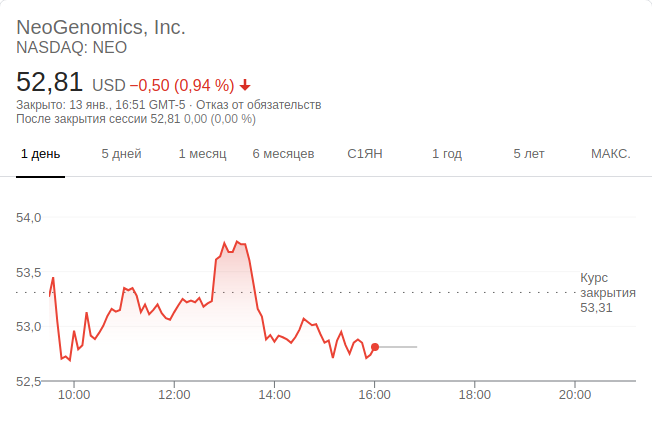 NeoGenomics, Inc.
NASDAQ: NEO
52,81 USD −0,50 (0,94 %)
Закрыто: 13 янв., 16:51 GMT-5 · Отказ от обязательств
После закрытия сессии 52,81 0,00 (0,00 %)
1 день 5 дней 1 месяц 6 месяцев С1ЯН 1 год 5 лет МАКС.
54,0
53,5
Курс
закрытия
53,31
53,0
52,5
10:00 12:00 14:00 16:00 18:00 20:00